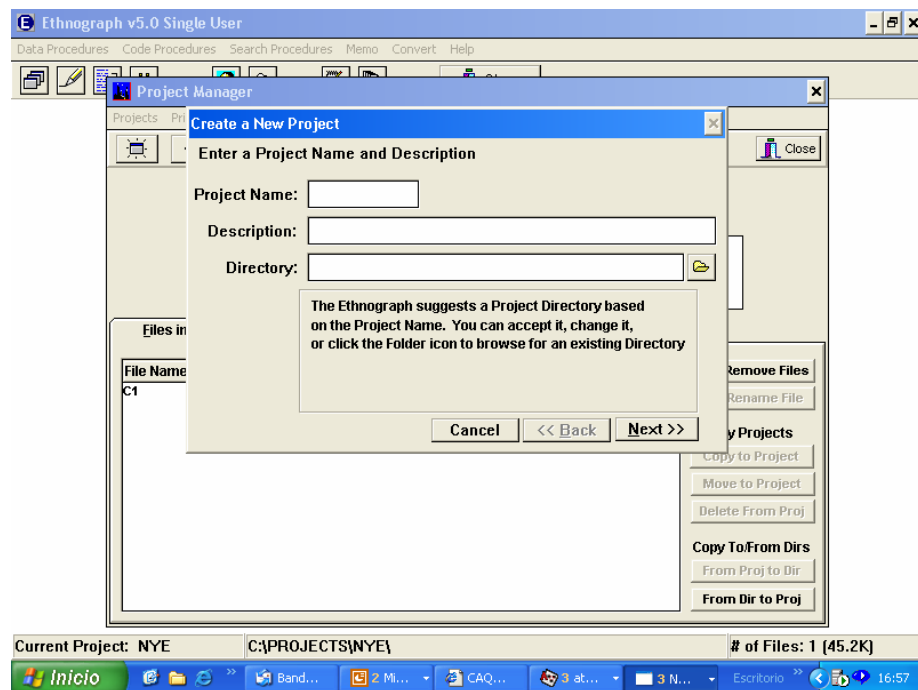 Ethnograph v5.0 Single User
Data Procedures Code Procedures Search Procedures Memo Convert Help
Project Manager
Projects
Create a New Project
Close
Enter a Project Name and Description
Project Name:
Description:
Directory:
The Ethnograph suggests a Project Directory based
on the Project Name. You can accept it, change it,
or click the Folder icon to browse for an existing Directory
Files in
File Name
C1
Remove Files
Rename File
Cancel << Back Next >>
y Projects
Copy to Project
Move to Project
Delete From Proj
Copy To/From Dirs
From Proj to Dir
From Dir to Proj
Current Project: NYE C:\PROJECTS\NYE\ # of Files: 1 (45.2K)
Inicio Band... 2 Mi... CAQ... 3 at... 3 N... Escritorio 16:57